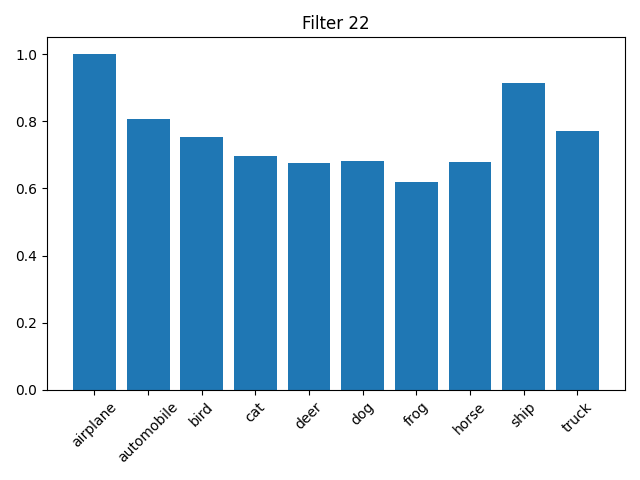 Filter 22
1.0
0.8
0.6
0.4
0.2
0.0
airplane
automobile
bird
cat
deer
dog
frog
horse
ship
truck